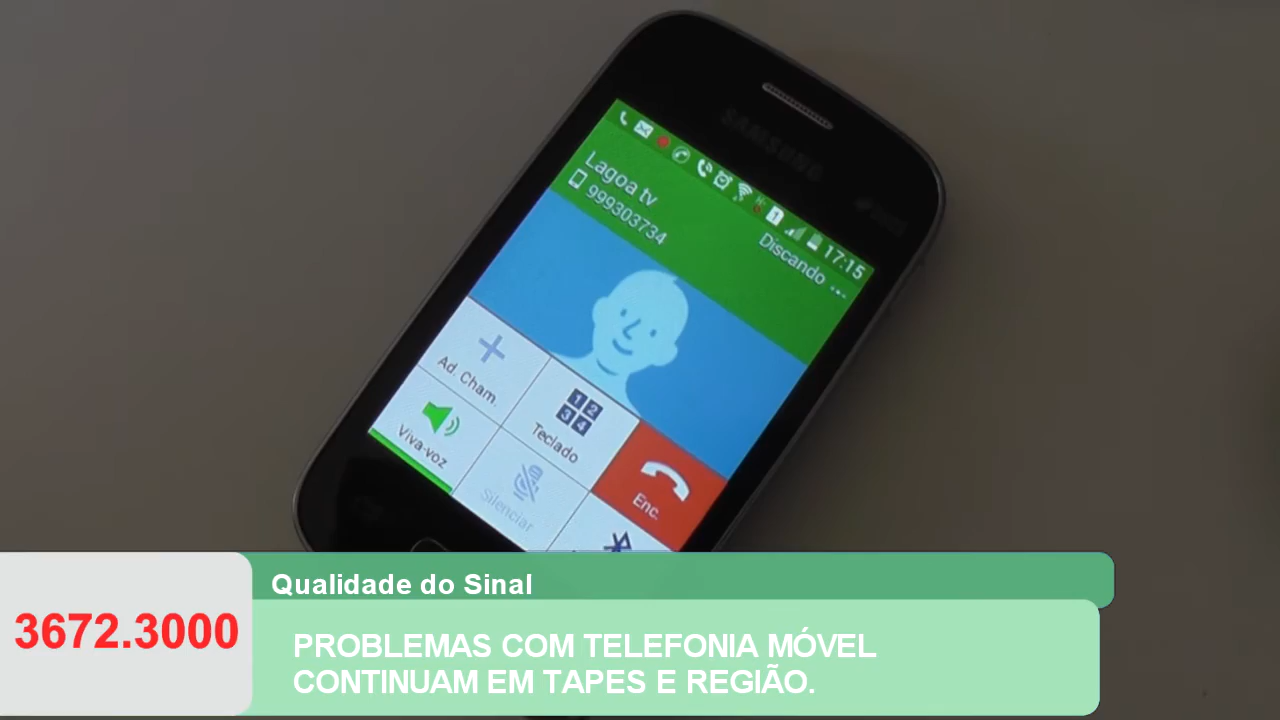 SAMSUNG
17:15
Lagoa tv
999303734
Discando ...
Ad. Cham.
Teclado
Viva-voz
Silenciar
Enc.
Qualidade do Sinal
3672.3000
PROBLEMAS COM TELEFONIA MÓVEL
CONTINUAM EM TAPES E REGIÃO.